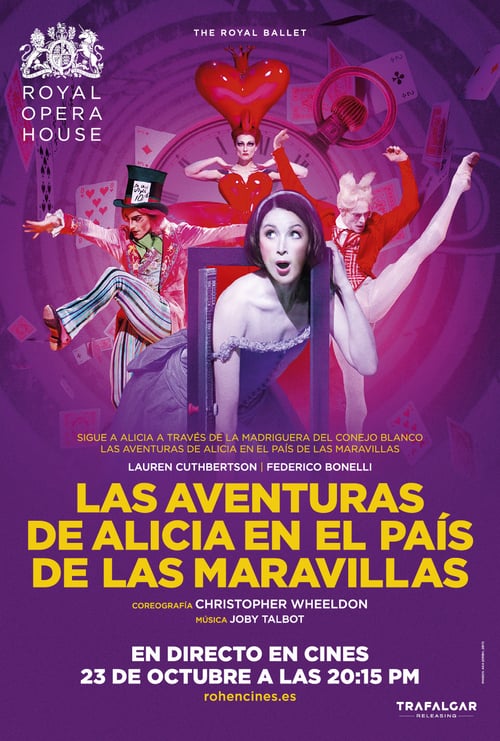 THE ROYAL BALLET
ROYAL
OPERA
HOUSE
SIGUE A ALICIA A TRAVÉS DE LA MADRIGUERA DEL CONEJO BLANCO
LAS AVENTURAS DE ALICIA EN EL PAÍS DE LAS MARAVILLAS
LAUREN CUTHBERTSON | FEDERICO BONELLI
LAS AVENTURAS
DE ALICIA EN EL PAÍS
DE LAS MARAVILLAS
COREOGRAFÍA CHRISTOPHER WHEELDON
MÚSICA JOBY TALBOT
EN DIRECTO EN CINES
23 DE OCTUBRE A LAS 20:15 PM
rohencines.es
TRAFALGAR
RELEASING